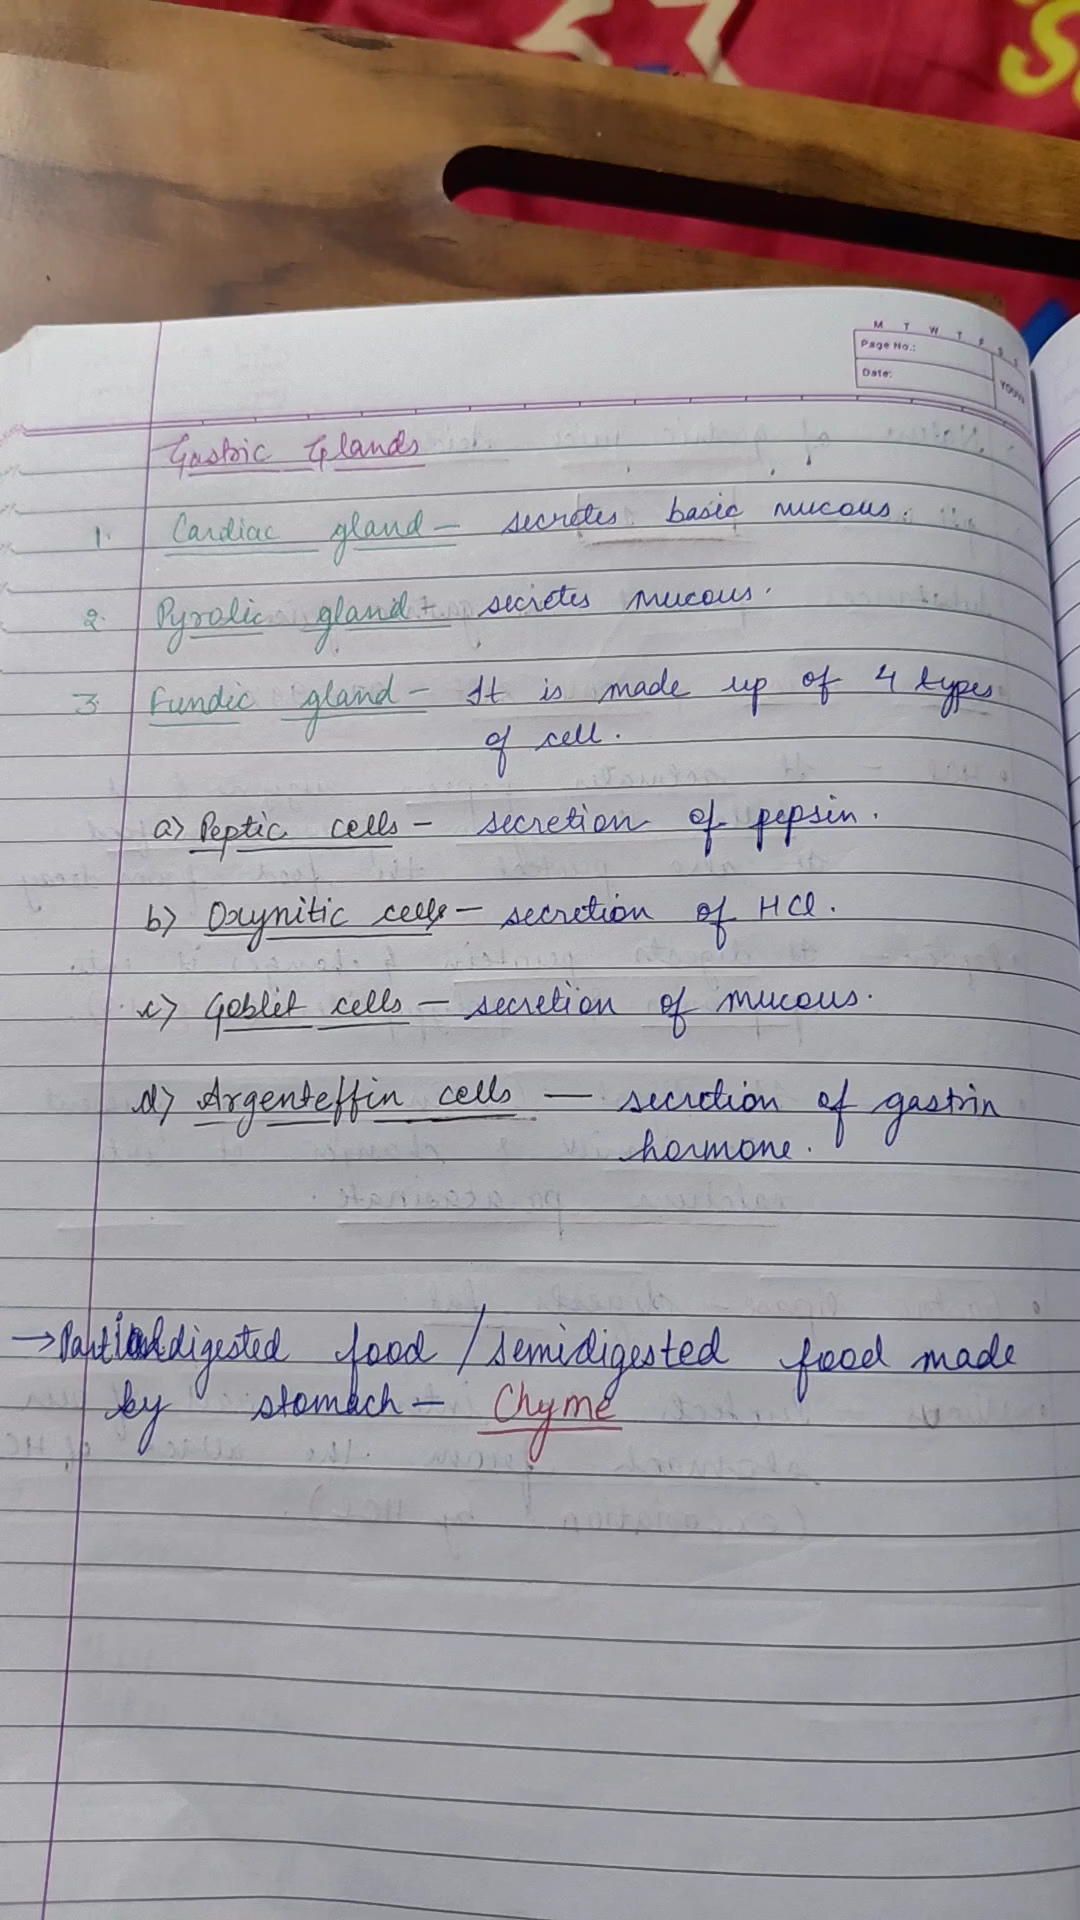 M T W T F S S
Page No.:
Date:
YOUVA
Gastric Glands
1. Cardiac gland — secretes basic mucous.
2. Pyrolic gland — secretes mucous.
3. Fundic gland — It is made up of 4 types
of cell.
a) Peptic cells — secretion of pepsin.
b) Oxynitic cells — secretion of HCl.
c) Goblet cells — secretion of mucous.
d) Argenteffin cells — secretion of gastrin
hormone.
→ Partialdigested food / semidigested food made
by stomach — Chyme